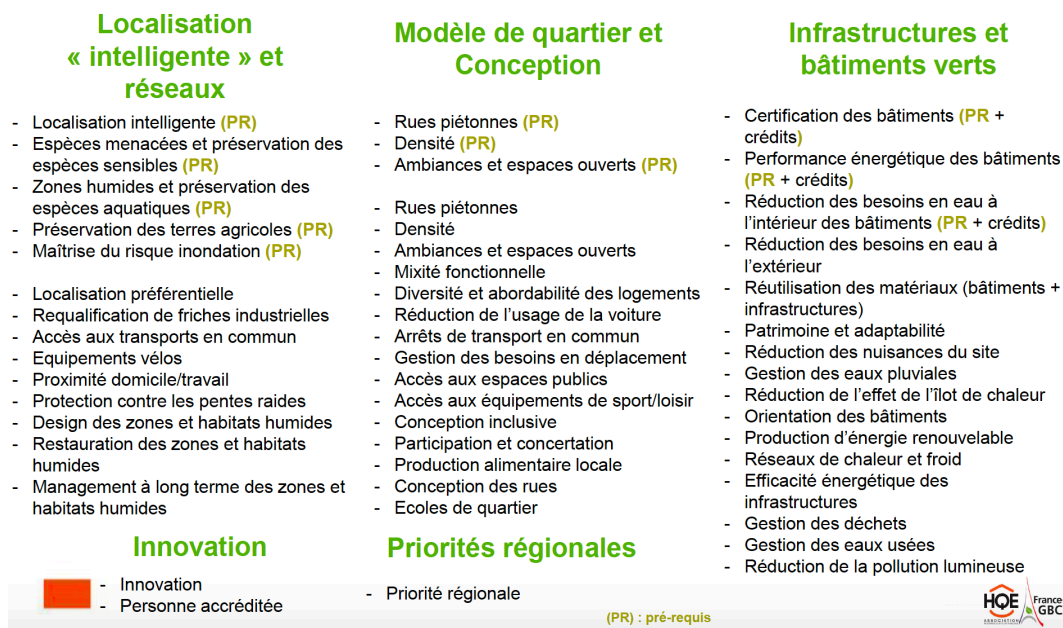 Localisation
« intelligente » et
réseaux
- Localisation intelligente (PR)
- Espèces menacées et préservation des
espèces sensibles (PR)
- Zones humides et préservation des
espèces aquatiques (PR)
- Préservation des terres agricoles (PR)
- Maîtrise du risque inondation (PR)
- Localisation préférentielle
- Requalification de friches industrielles
- Accès aux transports en commun
- Equipements vélos
- Proximité domicile/travail
- Protection contre les pentes raides
- Design des zones et habitats humides
- Restauration des zones et habitats
humides
- Management à long terme des zones et
habitats humides
Modèle de quartier et
Conception
- Rues piétonnes (PR)
- Densité (PR)
- Ambiances et espaces ouverts (PR)
- Rues piétonnes
- Densité
- Ambiances et espaces ouverts
- Mixité fonctionnelle
- Diversité et abordabilité des logements
- Réduction de l'usage de la voiture
- Arrêts de transport en commun
- Gestion des besoins en déplacement
- Accès aux espaces publics
- Accès aux équipements de sport/loisir
- Conception inclusive
- Participation et concertation
- Production alimentaire locale
- Conception des rues
- Ecoles de quartier
Infrastructures et
bâtiments verts
- Certification des bâtiments (PR +
crédits)
- Performance énergétique des bâtiments
(PR + crédits)
- Réduction des besoins en eau à
l'intérieur des bâtiments (PR + crédits)
- Réduction des besoins en eau à
l'extérieur
- Réutilisation des matériaux (bâtiments +
infrastructures)
- Patrimoine et adaptabilité
- Réduction des nuisances du site
- Gestion des eaux pluviales
- Réduction de l'effet de l'îlot de chaleur
- Orientation des bâtiments
- Production d'énergie renouvelable
- Réseaux de chaleur et froid
- Efficacité énergétique des
infrastructures
- Gestion des déchets
- Gestion des eaux usées
- Réduction de la pollution lumineuse
Innovation
- Innovation
- Personne accréditée
Priorités régionales
- Priorité régionale
(PR) : pré-requis
HQE
ASSOCIATION
France
GBC